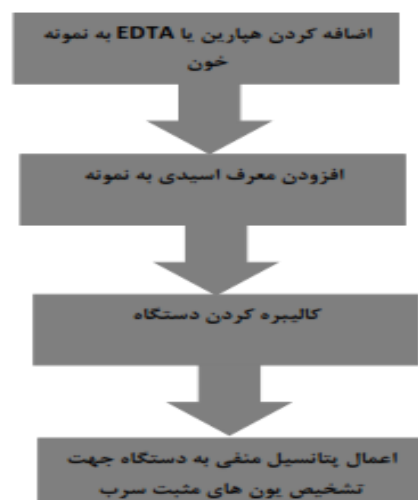 اضافه کردن هپارین یا EDTA به نمونه
خون
افزودن معرف اسیدی به نمونه
کالیبره کردن دستگاه
اعمال پتانسیل منفی به دستگاه جهت
تشخیص یون های مثبت سرب